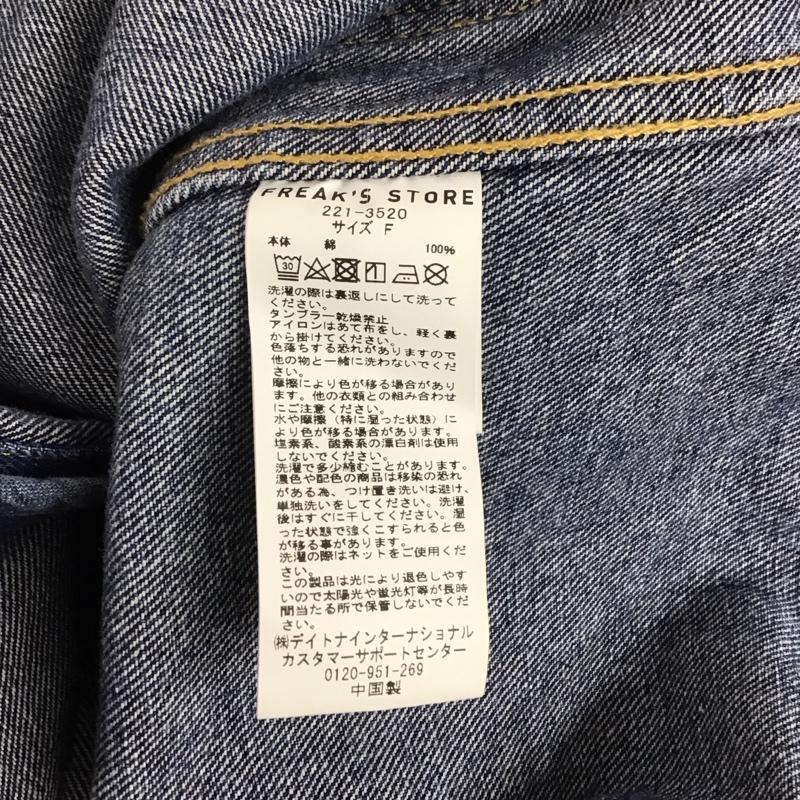 FREAK'S STORE
221-3520
サイズ F
本体 綿 100%
30
洗濯の際は裏返しにして洗って
ください。
タンブラー乾燥禁止
アイロンはあて布をし、軽く裏
から掛けてください。
色落ちする恐れがありますので
他の物と一緒に洗わないでくだ
さい。
摩擦により色が移る場合があり
ます。他の衣類との組み合わせ
にご注意ください。
水や摩擦（特に湿った状態）に
より色が移る場合があります。
塩素系、酸素系の漂白剤は使用
しないでください。
洗濯で多少縮むことがあります。
濃色や配色の商品は移染の恐れ
がある為、つけ置き洗いは避け、
単独洗いをしてください。洗濯
後はすぐに干してください。湿
った状態で強くこすられると色
が移る事があります。
洗濯の際はネットをご使用くだ
さい。
この製品は光により退色しやす
いので太陽光や蛍光灯等が長時
間当たる所で保管しないでくだ
さい。
㈱デイトナインターナショナル
カスタマーサポートセンター
0120-951-269
中国製